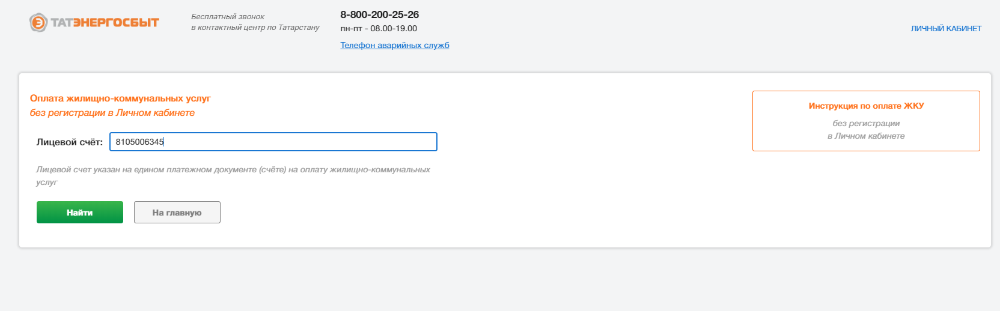 ТАТЭНЕРГОСБЫТ
Бесплатный звонок
в контактный центр по Татарстану
8-800-200-25-26
пн-пт - 08.00-19.00
Телефон аварийных служб
ЛИЧНЫЙ КАБИНЕТ
Оплата жилищно-коммунальных услуг
без регистрации в Личном кабинете
Лицевой счёт: 8105006345
Лицевой счет указан на едином платежном документе (счёте) на оплату жилищно-коммунальных
услуг
Найти
На главную
Инструкция по оплате ЖКУ
без регистрации
в Личном кабинете